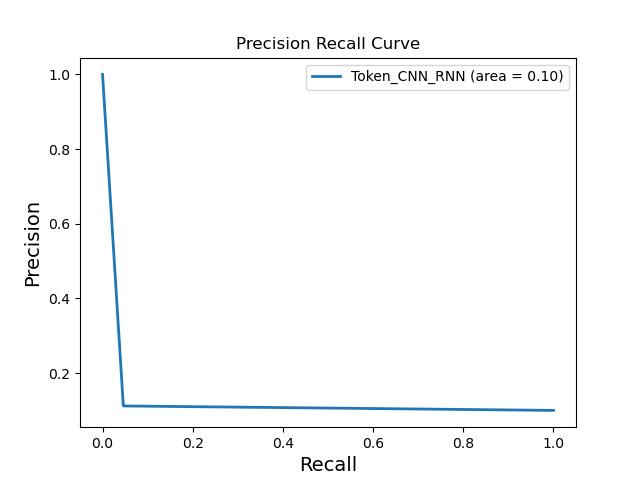 Precision Recall Curve
Token_CNN_RNN (area = 0.10)
1.0
0.8
0.6
0.4
0.2
Precision
0.0 0.2 0.4 0.6 0.8 1.0
Recall